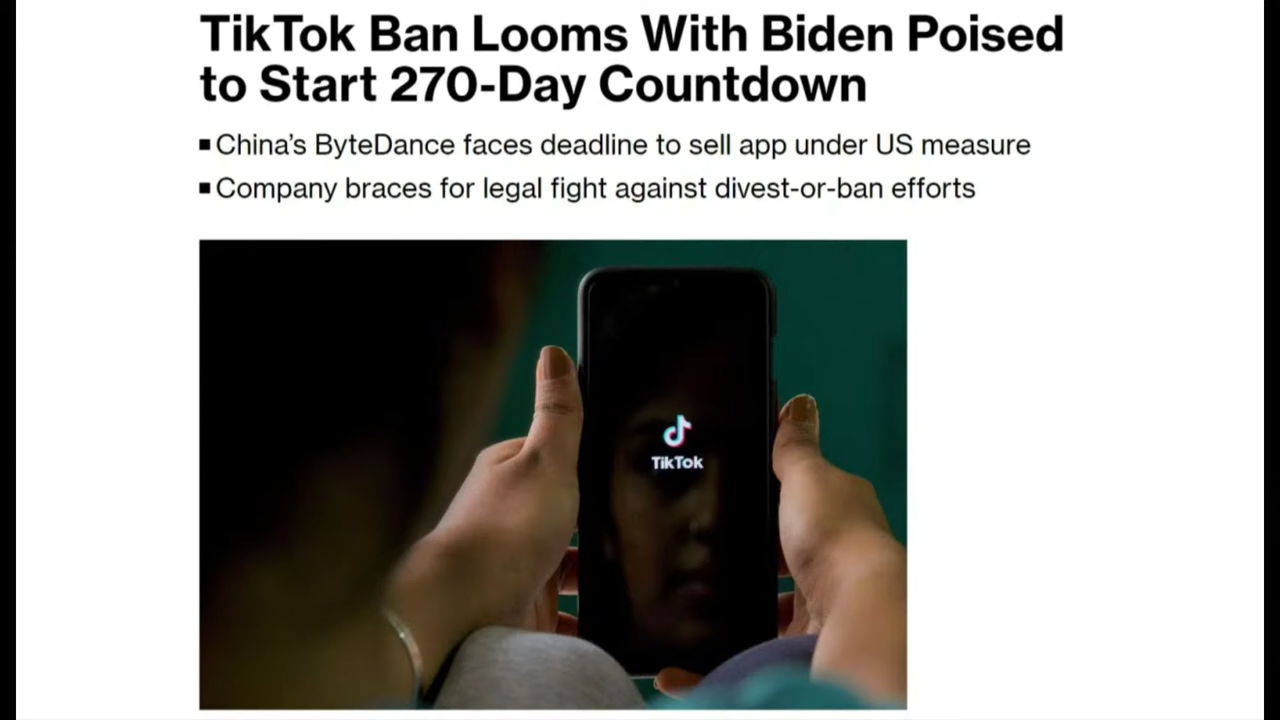 TikTok Ban Looms With Biden Poised
to Start 270-Day Countdown
China's ByteDance faces deadline to sell app under US measure
Company braces for legal fight against divest-or-ban efforts
TikTok